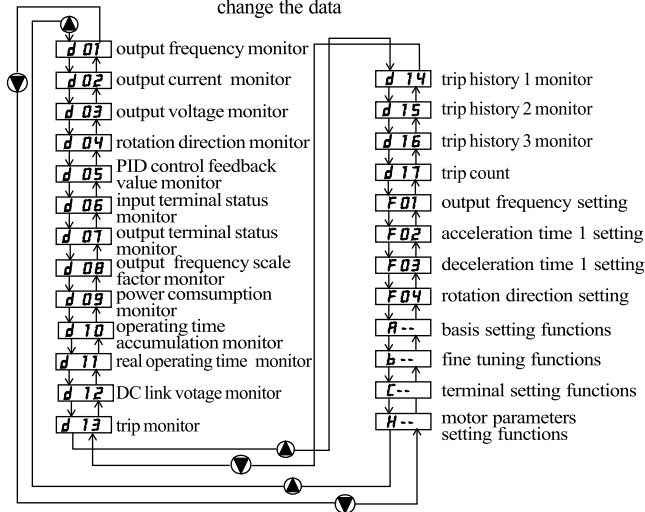 change the data
d 01 output frequency monitor
d 02 output current monitor
d 03 output voltage monitor
d 04 rotation direction monitor
d 05 PID control feedback
value monitor
d 06 input terminal status
monitor
d 07 output terminal status
monitor
d 08 output frequency scale
factor monitor
d 09 power comsumption
monitor
d 10 operating time
accumulation monitor
d 11 real operating time monitor
d 12 DC link votage monitor
d 13 trip monitor
d 14 trip history 1 monitor
d 15 trip history 2 monitor
d 16 trip history 3 monitor
d 17 trip count
F 01 output frequency setting
F 02 acceleration time 1 setting
F 03 deceleration time 1 setting
F 04 rotation direction setting
A -- basis setting functions
b -- fine tuning functions
C -- terminal setting functions
H -- motor parameters
setting functions